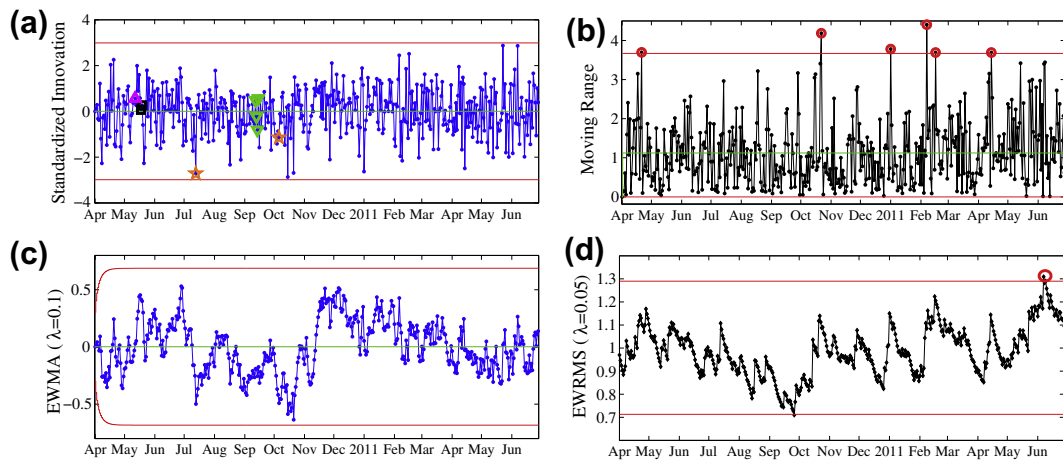 (a)
Standardized Innovation
4
2
0
−2
−4
Apr May Jun Jul Aug Sep Oct Nov Dec 2011 Feb Mar Apr May Jun
(b)
Moving Range
4.5
4
3
2
1
0
Apr May Jun Jul Aug Sep Oct Nov Dec 2011 Feb Mar Apr May Jun
(c)
EWMA (λ=0.1)
0.5
0
−0.5
Apr May Jun Jul Aug Sep Oct Nov Dec 2011 Feb Mar Apr May Jun
(d)
EWRMS (λ=0.05)
1.3
1.2
1.1
1
0.9
0.8
0.7
Apr May Jun Jul Aug Sep Oct Nov Dec 2011 Feb Mar Apr May Jun